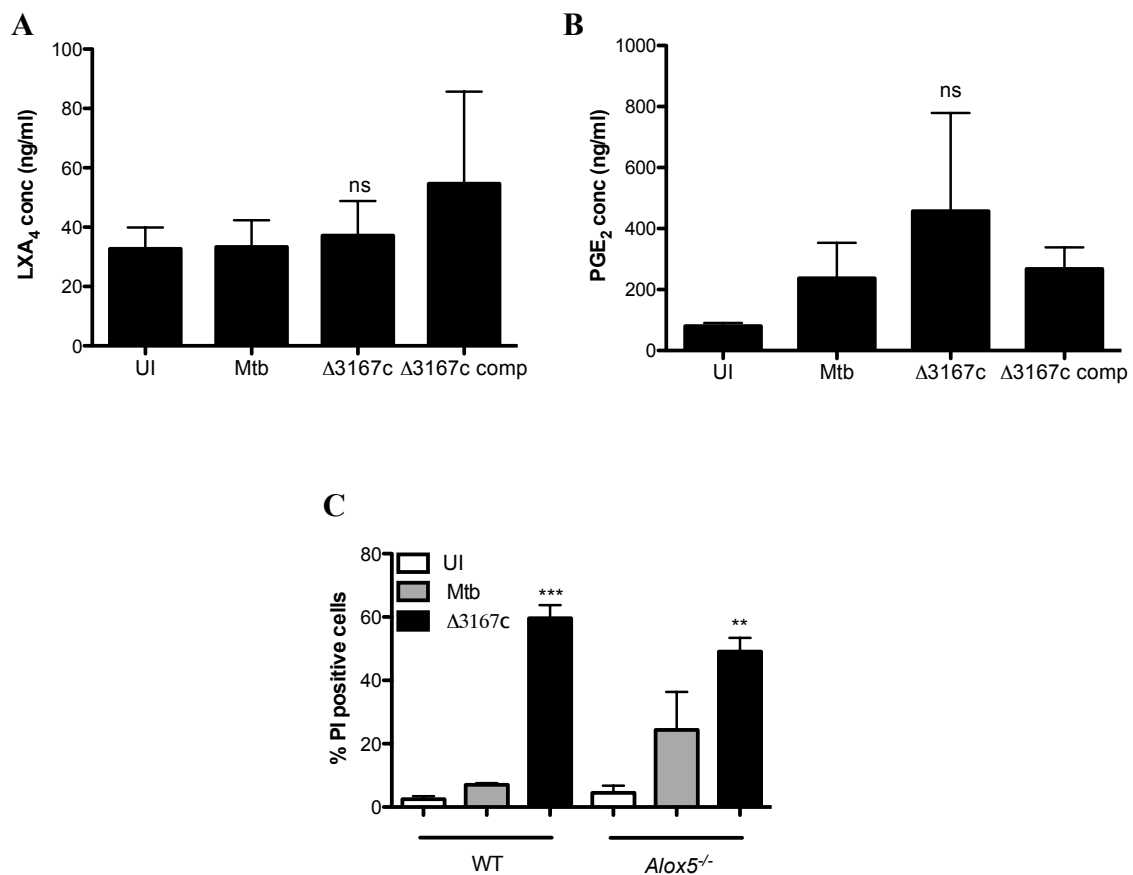 A
LXA4 conc (ng/ml)
100
80
60
40
20
0
ns
UI Mtb Δ3167c Δ3167c comp
B
PGE2 conc (ng/ml)
1000
800
600
400
200
0
ns
UI Mtb Δ3167c Δ3167c comp
C
% PI positive cells
80
60
40
20
0
UI
Mtb
Δ3167c
***
**
WT Alox5-/-